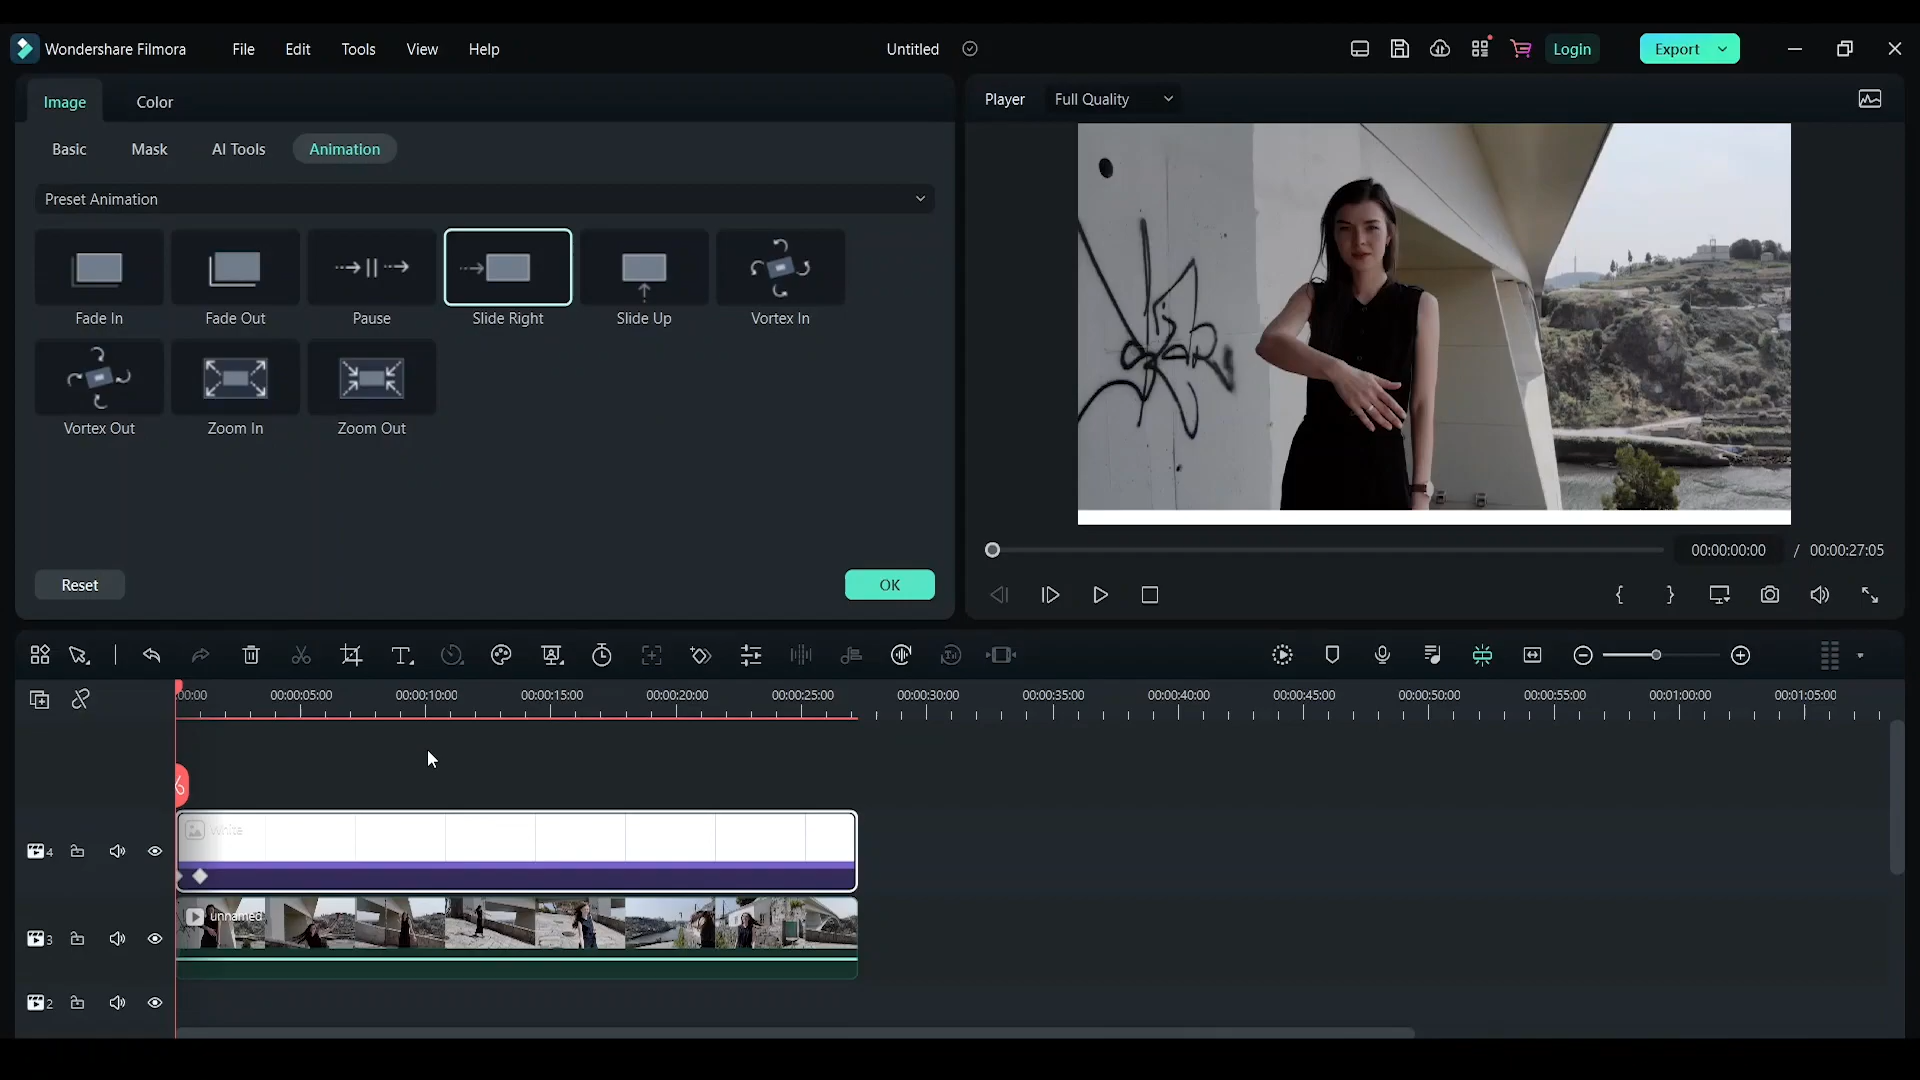 Wondershare Filmora File Edit Tools View Help Untitled Login Export
Image Color
Player Full Quality
Basic Mask AI Tools Animation
Preset Animation
Fade In Fade Out Pause Slide Right Slide Up Vortex In
Vortex Out Zoom In Zoom Out
00:00:00:00 / 00:00:27:05
Reset OK
:00:00 00:00:05:00 00:00:10:00 00:00:15:00 00:00:20:00 00:00:25:00 00:00:30:00 00:00:35:00 00:00:40:00 00:00:45:00 00:00:50:00 00:00:55:00 00:01:00:00 00:01:05:00
White
4
unnamed
3
2